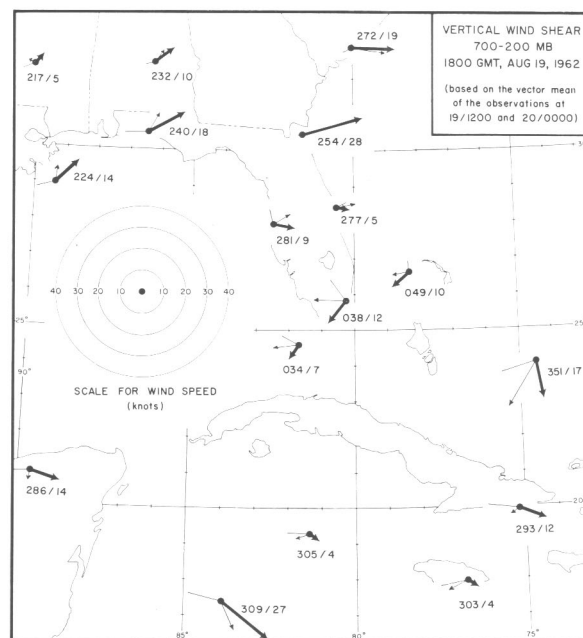 272/19
VERTICAL WIND SHEAR
700-200 MB
1800 GMT, AUG 19, 1962
(based on the vector mean
of the observations at
19/1200 and 20/0000)
217/5
232/10
240/18
254/28
224/14
277/5
281/9
049/10
40 30 20 10 10 20 30 40
038/12
25°
25
034/7
90°
351/17
SCALE FOR WIND SPEED
(knots)
286/14
20
293/12
305/4
303/4
309/27
85°
80°
75°